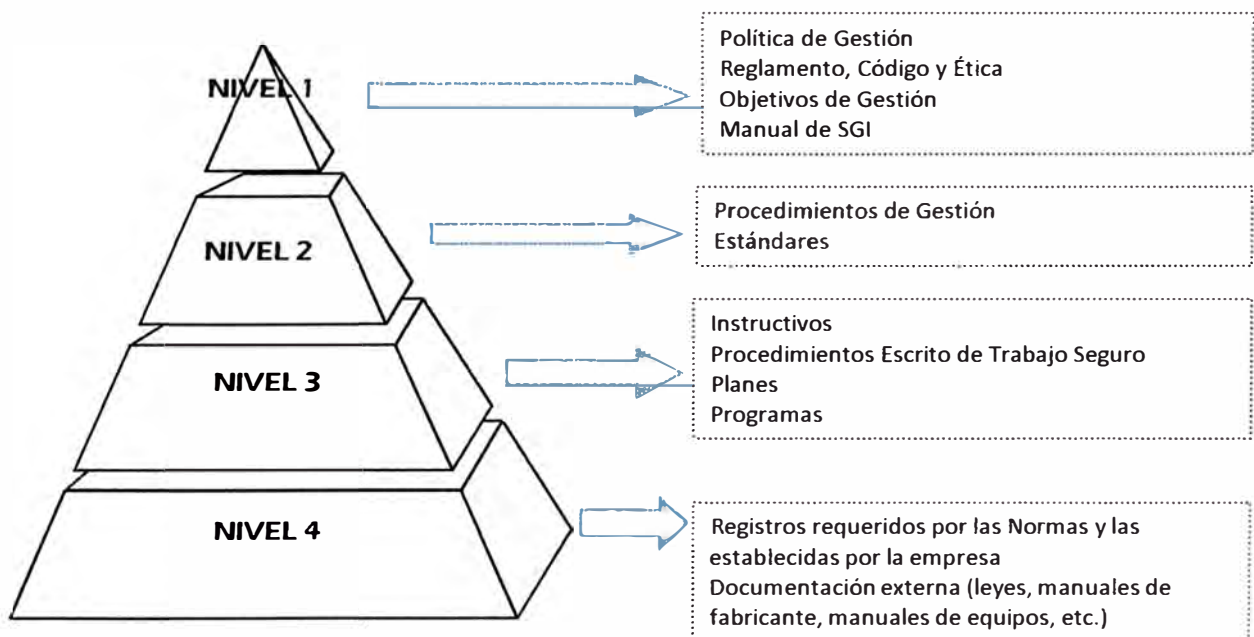 NIVEL 1
Política de Gestión
Reglamento, Código y Ética
Objetivos de Gestión
Manual de SGI
NIVEL 2
Procedimientos de Gestión
Estándares
NIVEL 3
Instructivos
Procedimientos Escrito de Trabajo Seguro
Planes
Programas
NIVEL 4
Registros requeridos por las Normas y las
establecidas por la empresa
Documentación externa (leyes, manuales de
fabricante, manuales de equipos, etc.)